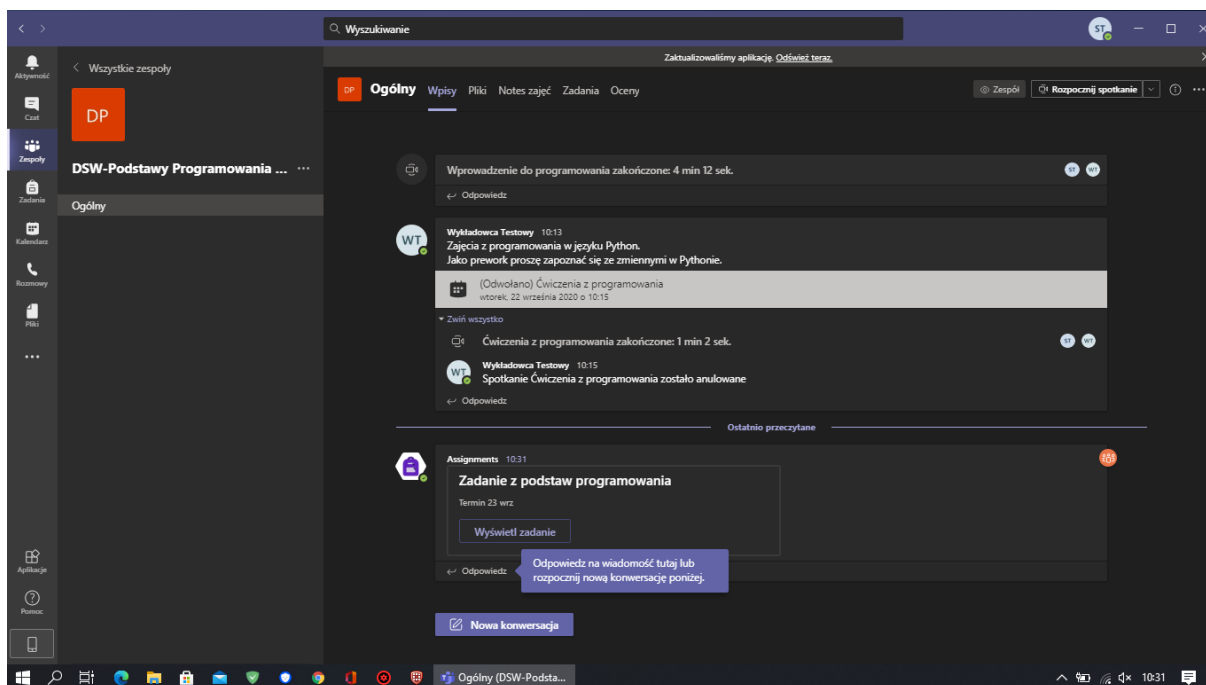 Wyszukiwanie
ST
Zaktualizowaliśmy aplikację. Odśwież teraz.
Aktywność
Czat
Zespoły
Zadania
Kalendarz
Rozmowy
Pliki
Aplikacje
Pomoc
Wszystkie zespoły
DP
DSW-Podstawy Programowania ...
Ogólny
DP Ogólny Wpisy Pliki Notes zajęć Zadania Oceny Zespół Rozpocznij spotkanie
Wprowadzenie do programowania zakończone: 4 min 12 sek. ST WT
Odpowiedz
WT Wykładowca Testowy 10:13
Zajęcia z programowania w języku Python.
Jako prework proszę zapoznać się ze zmiennymi w Pythonie.
(Odwołano) Ćwiczenia z programowania
wtorek, 22 września 2020 o 10:15
Zwiń wszystko
Ćwiczenia z programowania zakończone: 1 min 2 sek. ST WT
WT Wykładowca Testowy 10:15
Spotkanie Ćwiczenia z programowania zostało anulowane
Odpowiedz
Ostatnio przeczytane
Assignments 10:31
Zadanie z podstaw programowania
Termin 23 wrz
Wyświetl zadanie
Odpowiedz
Odpowiedz na wiadomość tutaj lub
rozpocznij nową konwersację poniżej.
Nowa konwersacja
Ogólny (DSW-Podsta...
10:31